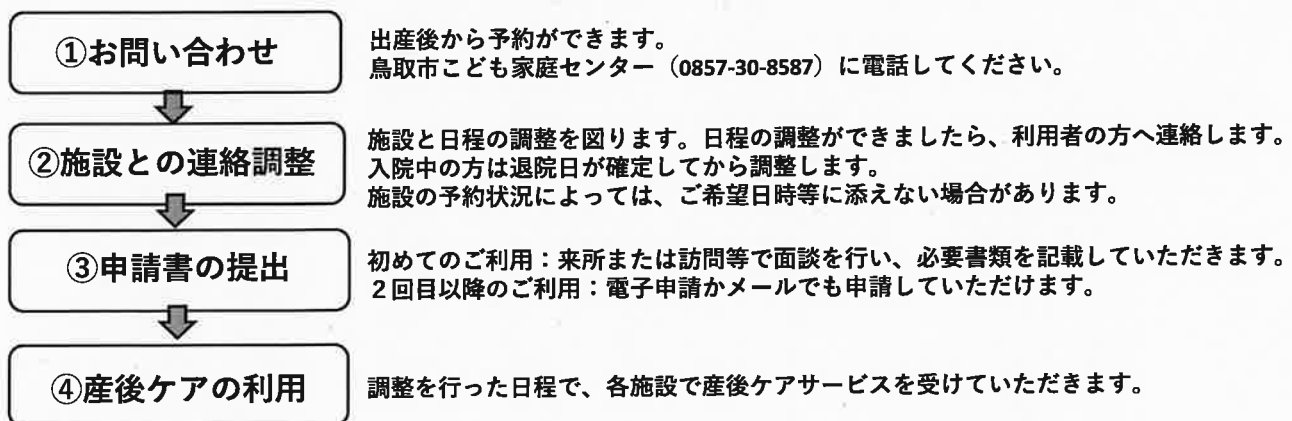 ①お問い合わせ
出産後から予約ができます。
鳥取市こども家庭センター（0857-30-8587）に電話してください。
②施設との連絡調整
施設と日程の調整を図ります。日程の調整ができましたら、利用者の方へ連絡します。
入院中の方は退院日が確定してから調整します。
施設の予約状況によっては、ご希望日時等に添えない場合があります。
③申請書の提出
初めてのご利用：来所または訪問等で面談を行い、必要書類を記載していただきます。
２回目以降のご利用：電子申請かメールでも申請していただけます。
④産後ケアの利用
調整を行った日程で、各施設で産後ケアサービスを受けていただきます。